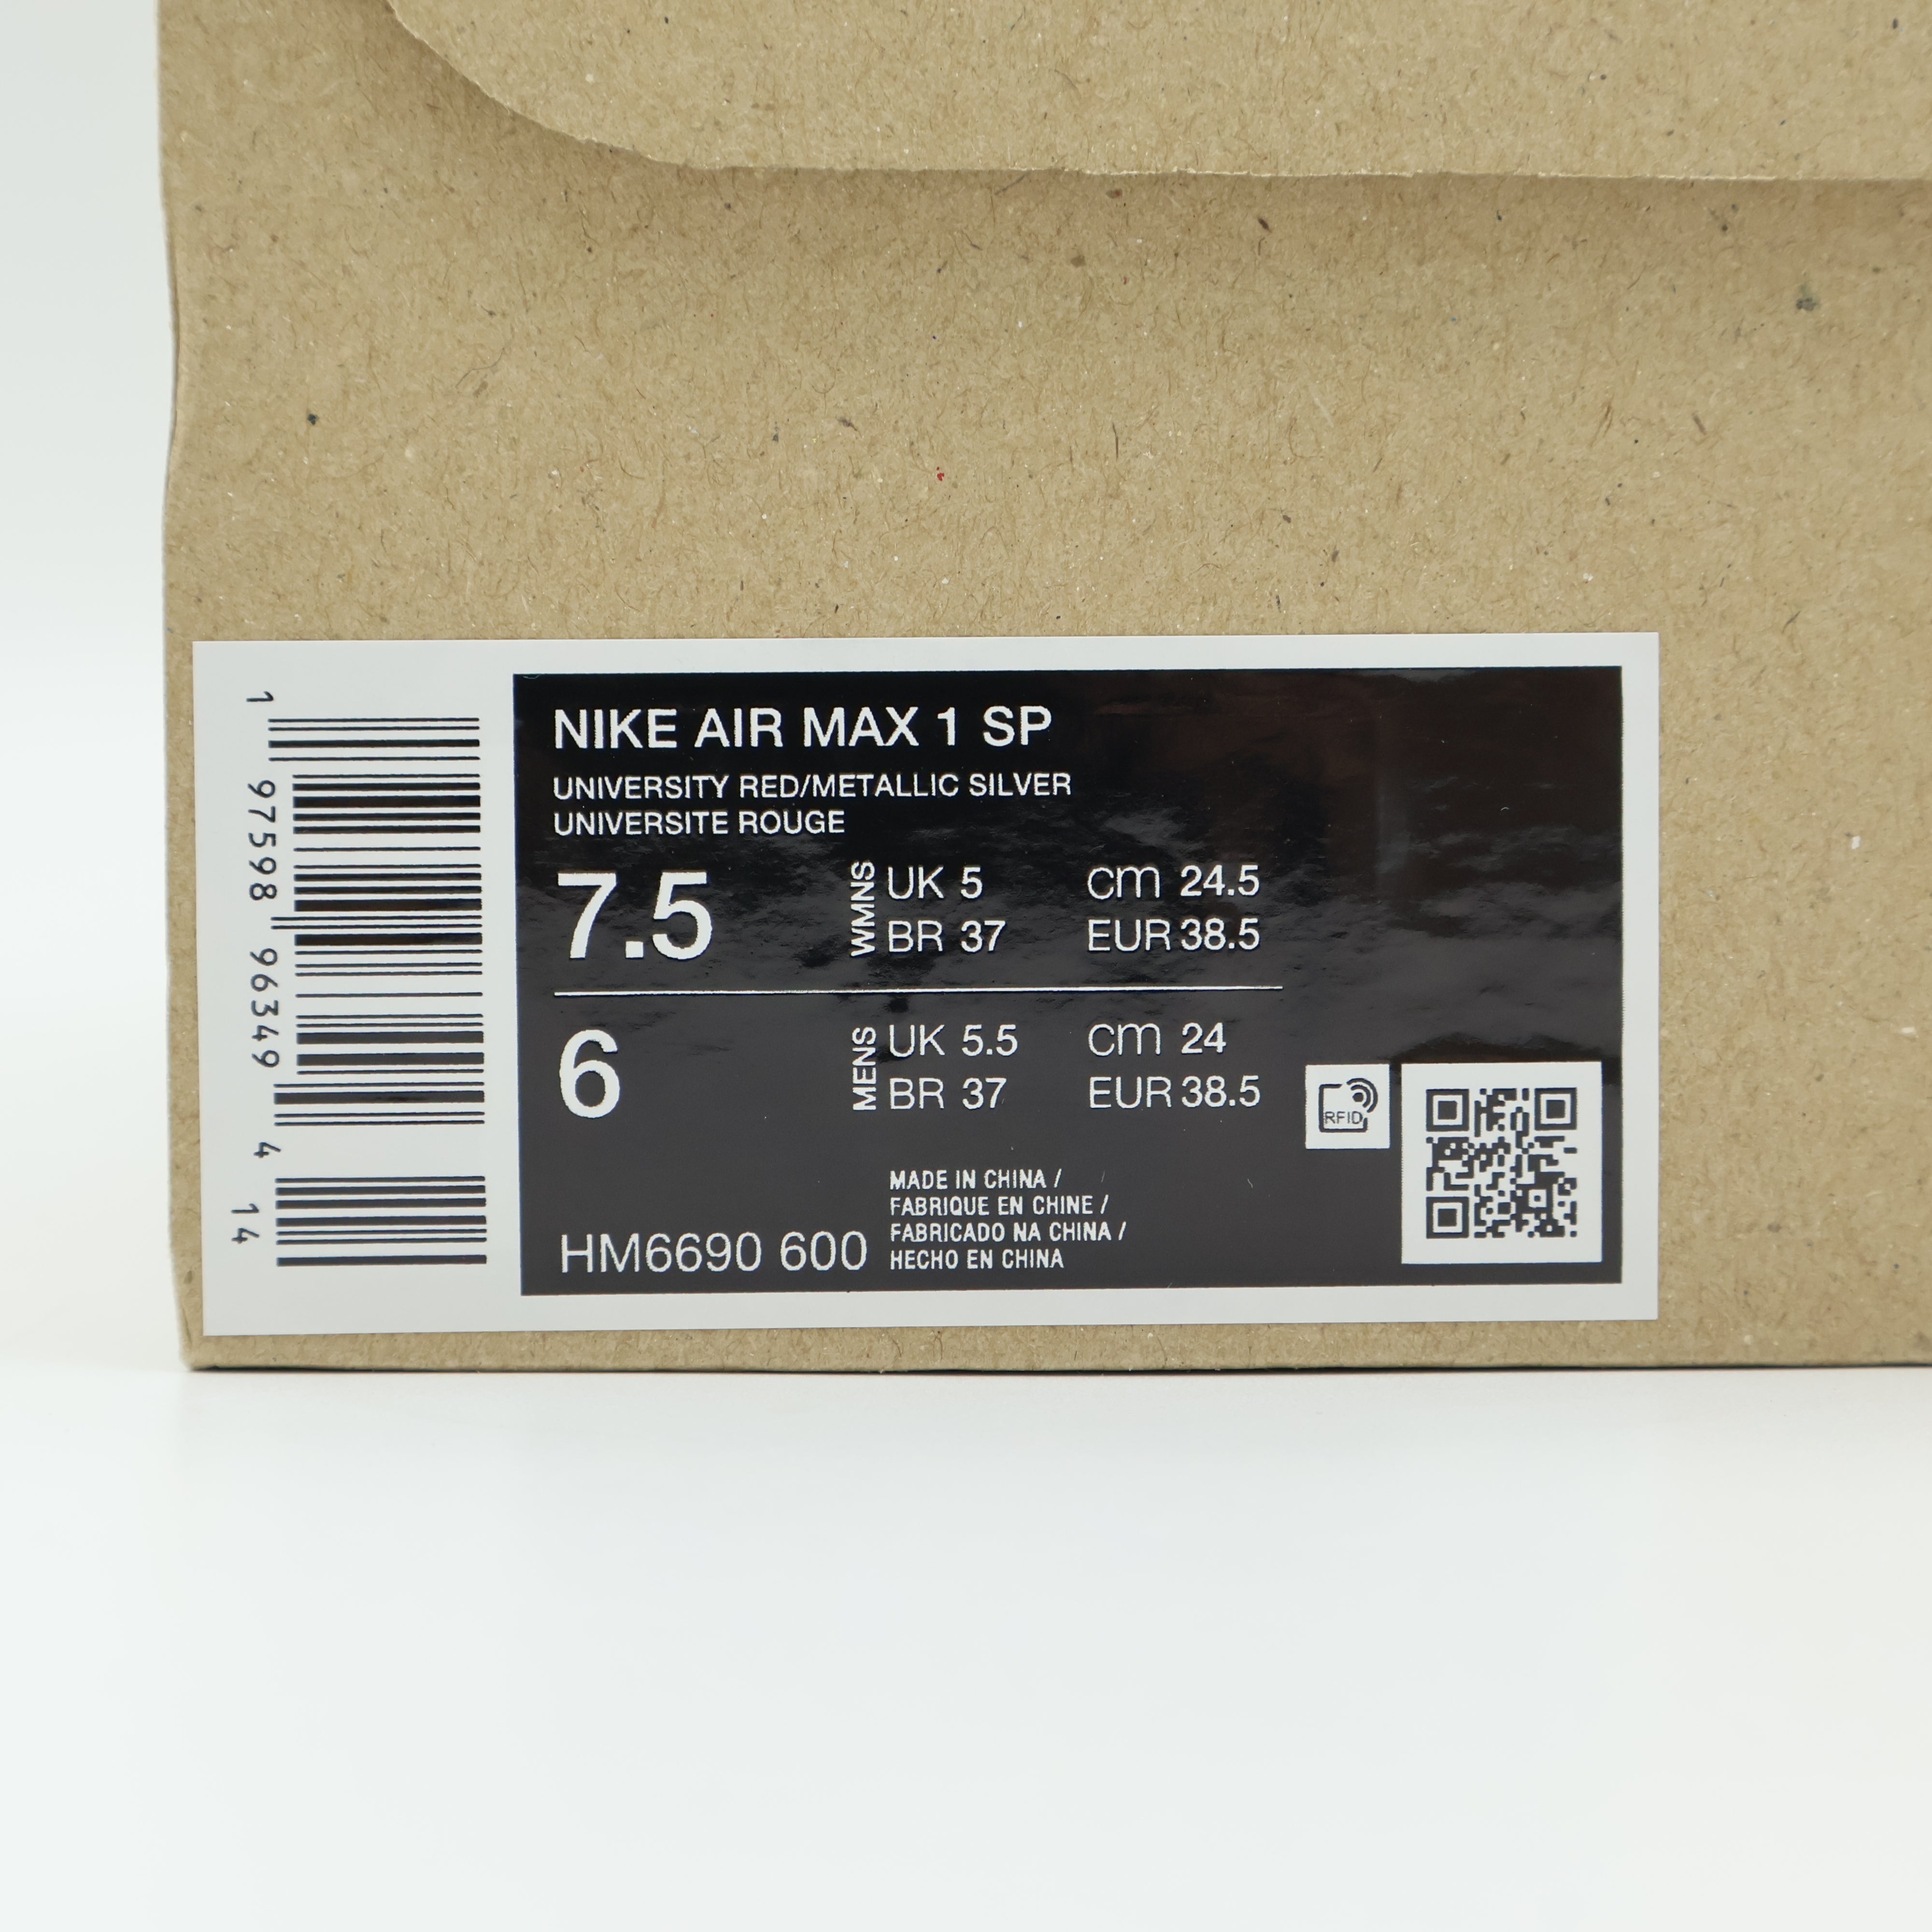 NIKE AIR MAX 1 SP
UNIVERSITY RED/METALLIC SILVER
UNIVERSITE ROUGE
7.5 WMNS UK 5 cm 24.5
BR 37 EUR 38.5
6 MENS UK 5.5 cm 24
BR 37 EUR 38.5
RFID
MADE IN CHINA /
FABRIQUE EN CHINE /
FABRICADO NA CHINA /
HECHO EN CHINA
HM6690 600
1 97598 96349 4 14